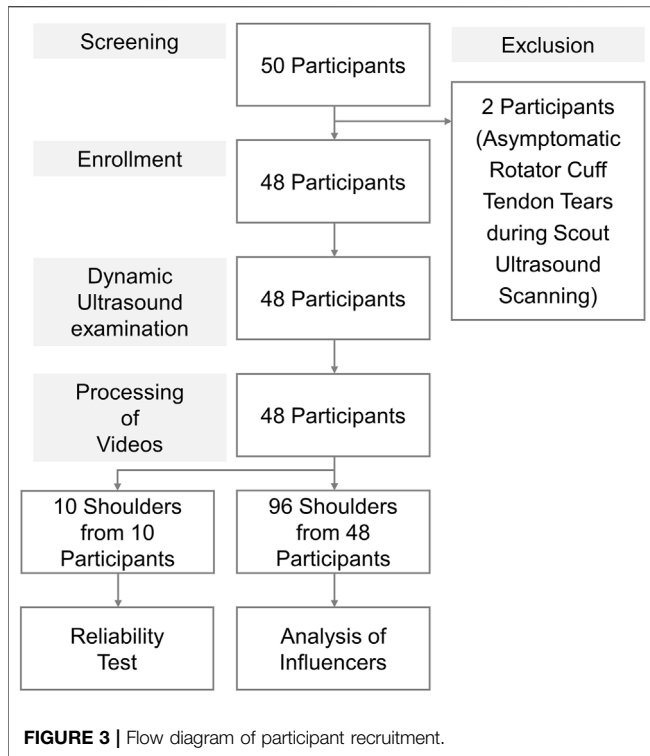 Screening
50 Participants
Exclusion
2 Participants
(Asymptomatic
Rotator Cuff
Tendon Tears
during Scout
Ultrasound
Scanning)
Enrollment
48 Participants
Dynamic
Ultrasound
examination
48 Participants
Processing
of
Videos
48 Participants
10 Shoulders
from 10
Participants
96 Shoulders
from 48
Participants
Reliability
Test
Analysis of
Influencers
FIGURE 3 | Flow diagram of participant recruitment.